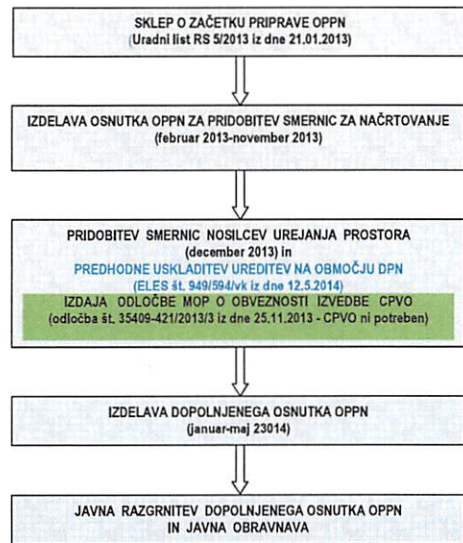 SKLEP O ZAČETKU PRIPRAVE OPPN
(Uradni list RS 5/2013 iz dne 21.01.2013)
IZDELAVA OSNUTKA OPPN ZA PRIDOBITEV SMERNIC ZA NAČRTOVANJE
(februar 2013-november 2013)
PRIDOBITEV SMERNIC NOSILCEV UREJANJA PROSTORA
(december 2013) in
PREDHODNE USKLADITEV UREDITEV NA OBMOČJU DPN
(ELES št. 949/594/vk iz dne 12.5.2014)
IZDAJA ODLOČBE MOP O OBVEZNOSTI IZVEDBE CPVO
(odločba št. 35409-421/2013/3 iz dne 25.11.2013 - CPVO ni potreben)
IZDELAVA DOPOLNJENEGA OSNUTKA OPPN
(januar-maj 23014)
JAVNA RAZGRNITEV DOPOLNJENEGA OSNUTKA OPPN
IN JAVNA OBRAVNAVA